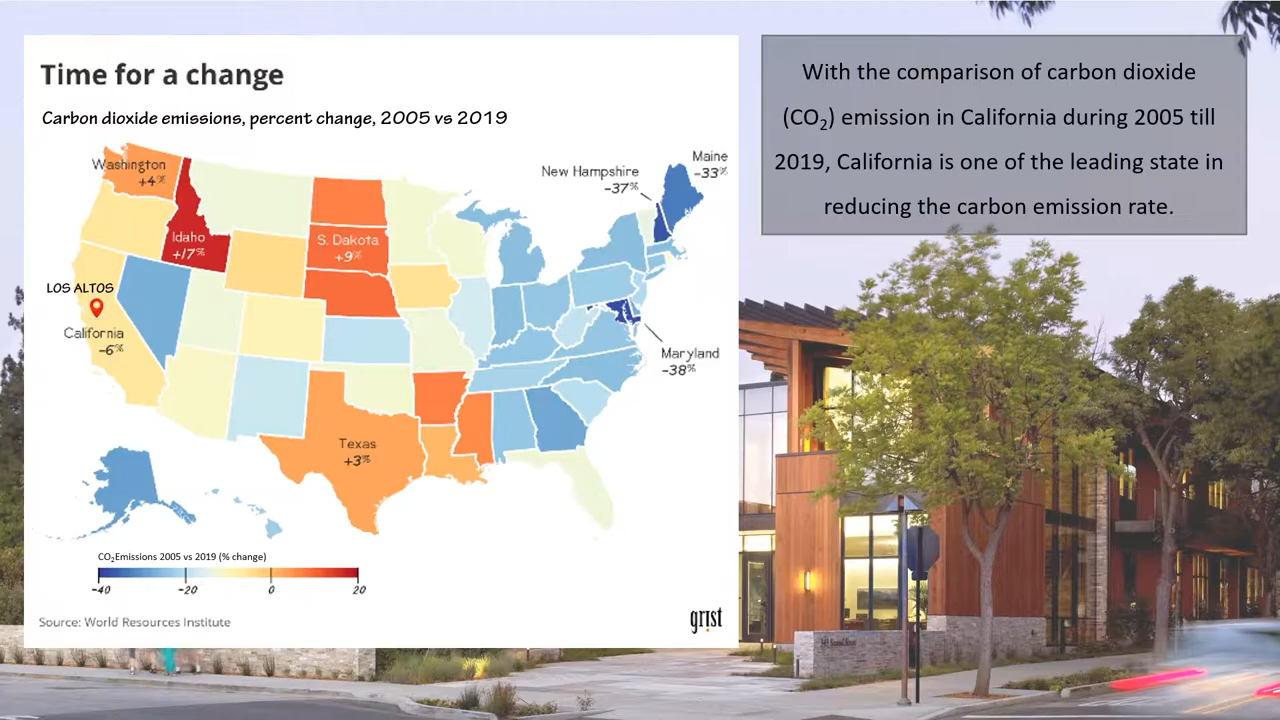 Time for a change
Carbon dioxide emissions, percent change, 2005 vs 2019
Washington
+4%
Idaho
+17%
S. Dakota
+9%
New Hampshire
-37%
Maine
-33%
LOS ALTOS
California
-6%
Maryland
-38%
Texas
+3%
CO₂Emissions 2005 vs 2019 (% change)
-40 -20 0 20
Source: World Resources Institute
grist
With the comparison of carbon dioxide
(CO₂) emission in California during 2005 till
2019, California is one of the leading state in
reducing the carbon emission rate.